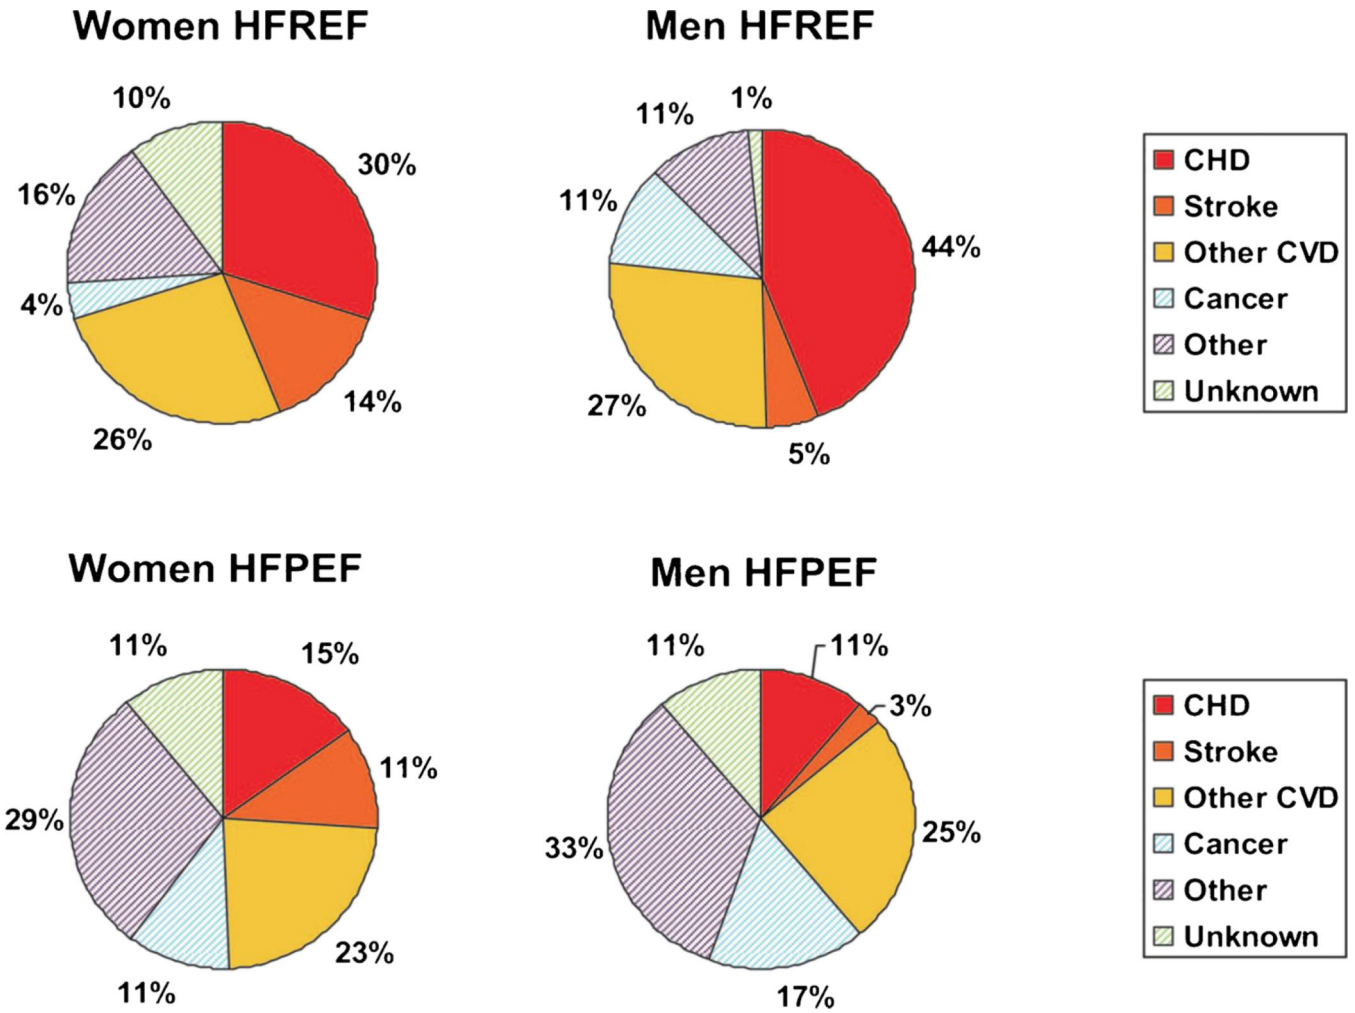 Women HFREF
10%
30%
16%
4%
14%
26%
Men HFREF
1%
11%
11%
44%
27%
5%
CHD
Stroke
Other CVD
Cancer
Other
Unknown
Women HFPEF
11%
15%
11%
29%
23%
11%
Men HFPEF
11%
11%
3%
25%
33%
17%
CHD
Stroke
Other CVD
Cancer
Other
Unknown